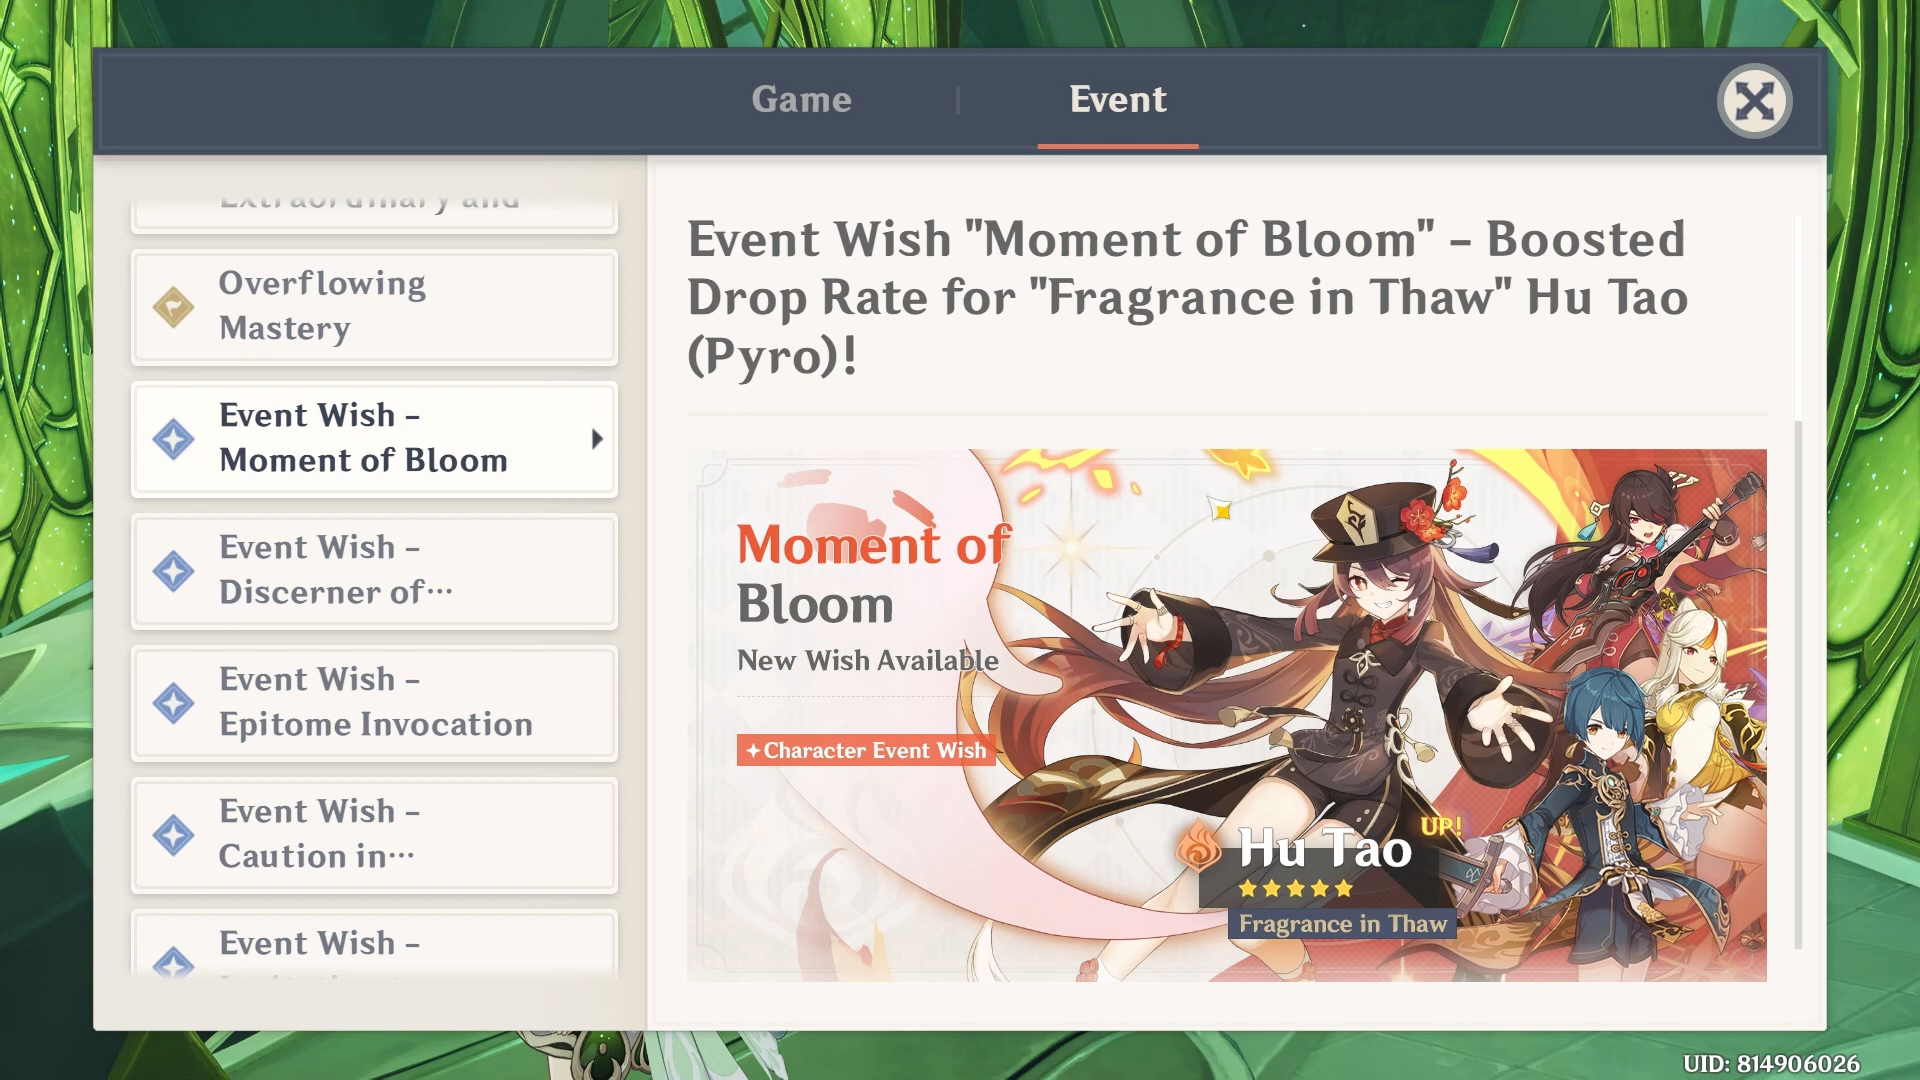 Game
Event
Extraordinary and
Overflowing
Mastery
Event Wish –
Moment of Bloom
Event Wish –
Discerner of···
Event Wish –
Epitome Invocation
Event Wish –
Caution in···
Event Wish –
Event Wish "Moment of Bloom" – Boosted
Drop Rate for "Fragrance in Thaw" Hu Tao
(Pyro)!
Moment of
Bloom
New Wish Available
Character Event Wish
UP!
Hu Tao
Fragrance in Thaw
UID: 814906026